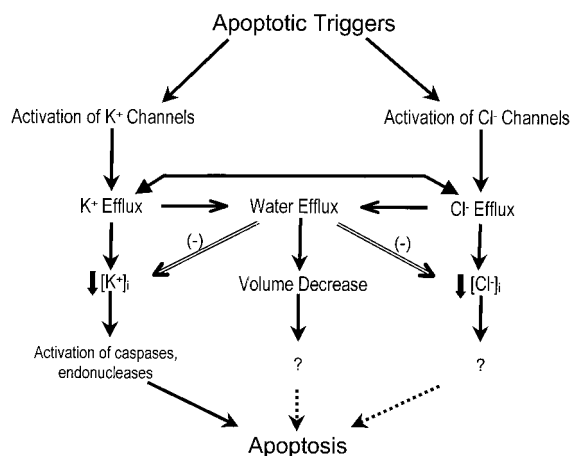 Apoptotic Triggers
Activation of K⁺ Channels
Activation of Cl⁻ Channels
K⁺ Efflux
Water Efflux
Cl⁻ Efflux
(-)
(-)
[K⁺]ᵢ
Volume Decrease
[Cl⁻]ᵢ
Activation of caspases,
endonucleases
?
?
Apoptosis